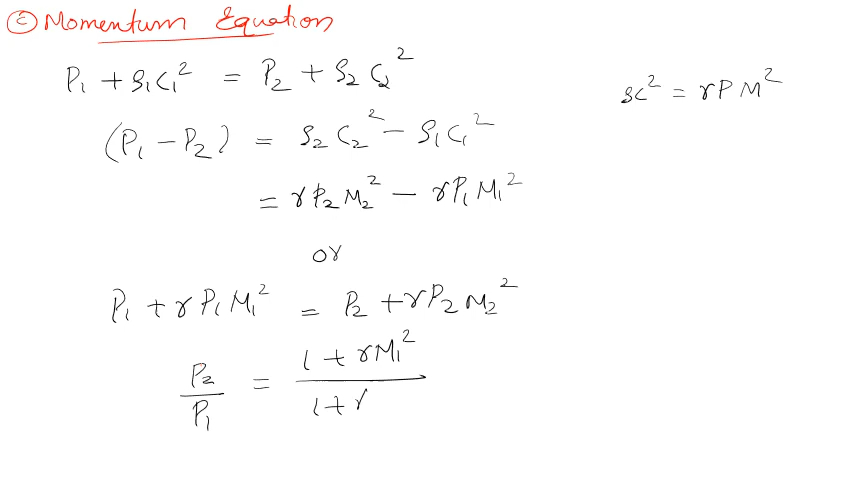 © Momentum Equation
P₁ + ρ₁C₁² = P₂ + ρ₂C₂²
ρC² = γPM²
(P₁ - P₂) = ρ₂C₂² - ρ₁C₁²
= γP₂M₂² - γP₁M₁²
or
P₁ + γP₁M₁² = P₂ + γP₂M₂²
P₂/P₁ = (1 + γM₁²)/(1 + γ